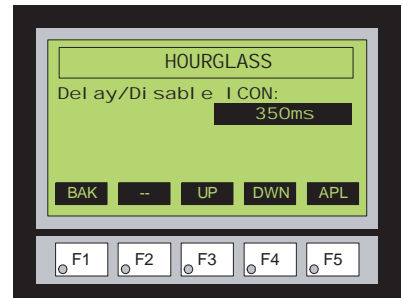 HOURGLASS
Delay/Disable ICON:
350ms
BAK -- UP DWN APL
F1 F2 F3 F4 F5